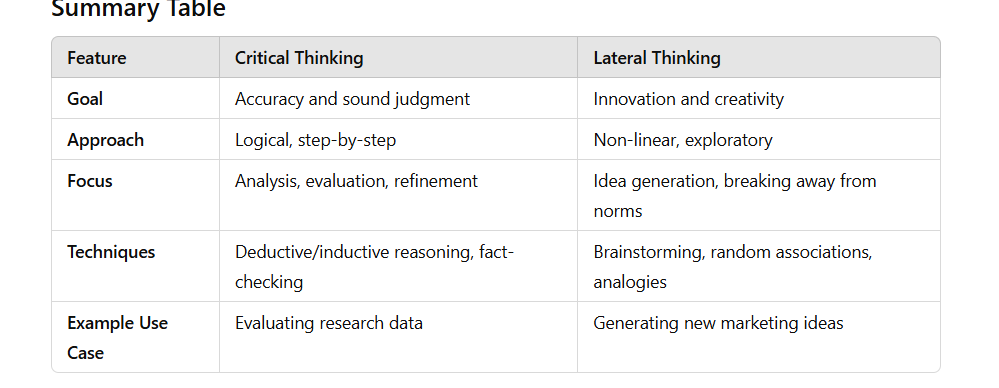 Summary Table
Feature Critical Thinking Lateral Thinking
Goal Accuracy and sound judgment Innovation and creativity
Approach Logical, step-by-step Non-linear, exploratory
Focus Analysis, evaluation, refinement Idea generation, breaking away from
norms
Techniques Deductive/inductive reasoning, fact- Brainstorming, random associations,
checking analogies
Example Use Evaluating research data Generating new marketing ideas
Case